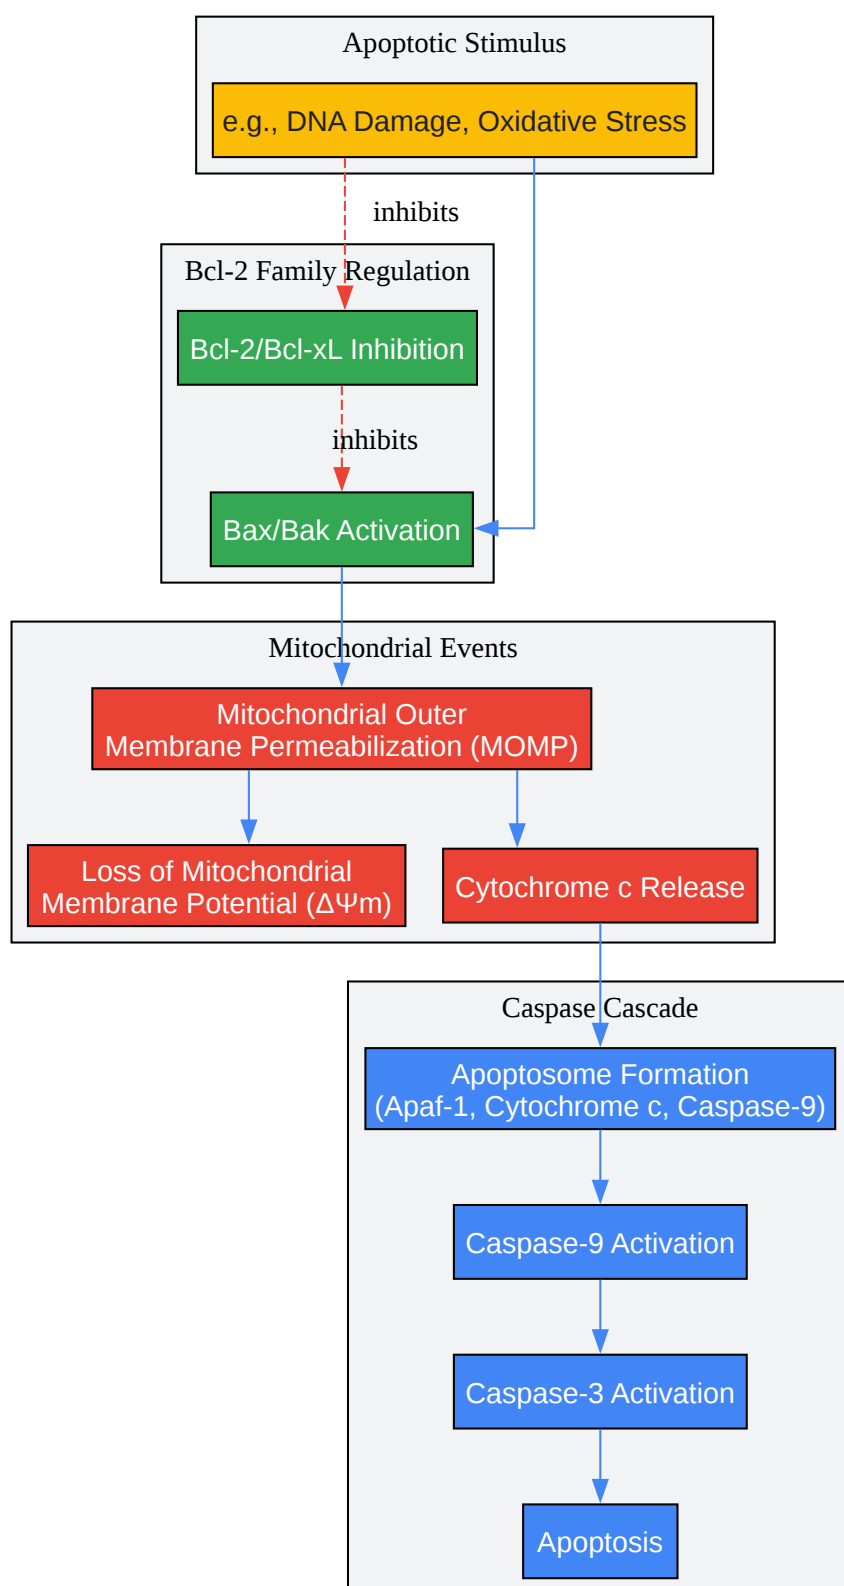 Apoptotic Stimulus
e.g., DNA Damage, Oxidative Stress
inhibits
Bcl-2 Family Regulation
Bcl-2/Bcl-xL Inhibition
inhibits
Bax/Bak Activation
Mitochondrial Events
Mitochondrial Outer
Membrane Permeabilization (MOMP)
Loss of Mitochondrial
Membrane Potential (ΔΨm)
Cytochrome c Release
Caspase Cascade
Apoptosome Formation
(Apaf-1, Cytochrome c, Caspase-9)
Caspase-9 Activation
Caspase-3 Activation
Apoptosis